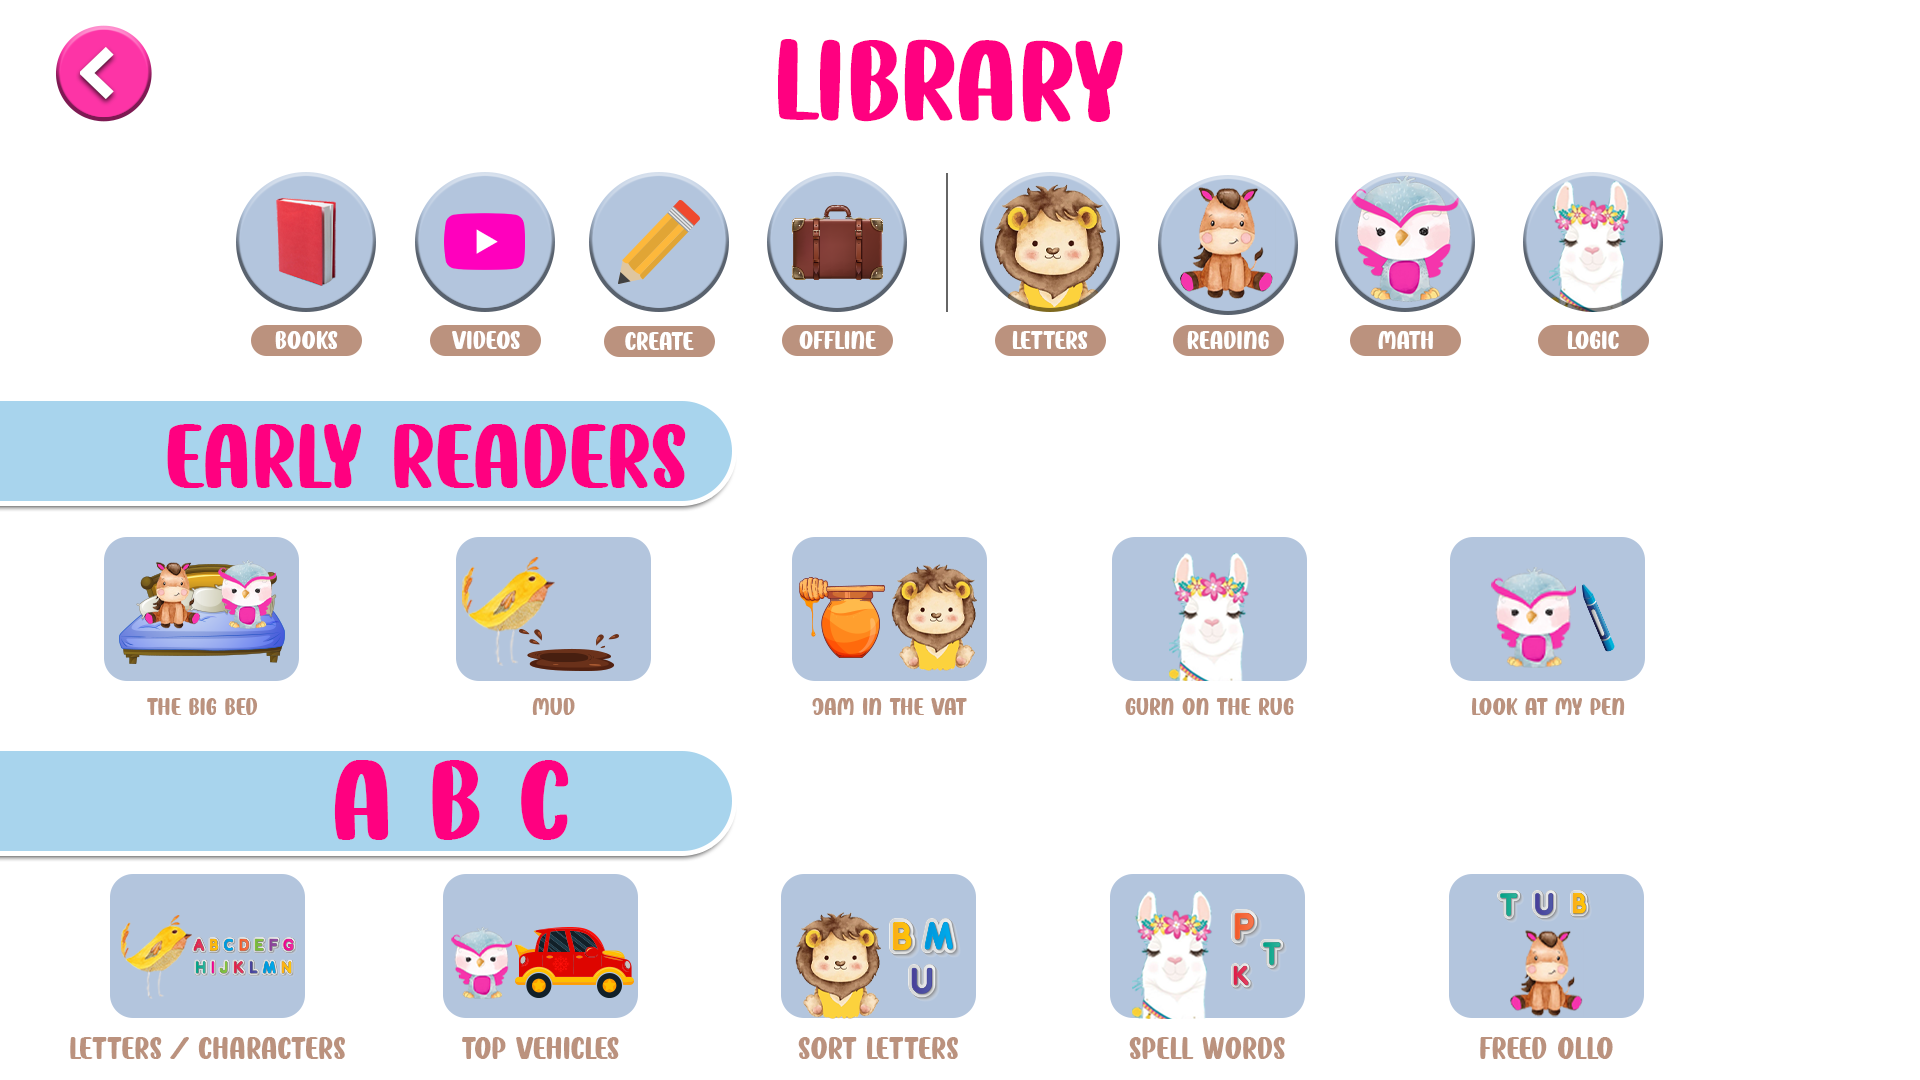 LIBRARY
BOOKS
VIDEOS
CREATE
OFFLINE
LETTERS
READING
MATH
LOGIC
EARLY READERS
THE BIG BED
MUD
JAM IN THE VAT
GURN ON THE RUG
LOOK AT MY PEN
A B C
ABCDEFG
HIJKLMN
B M
U
P
T
K
T U B
LETTERS / CHARACTERS
TOP VEHICLES
SORT LETTERS
SPELL WORDS
FREED OLLO